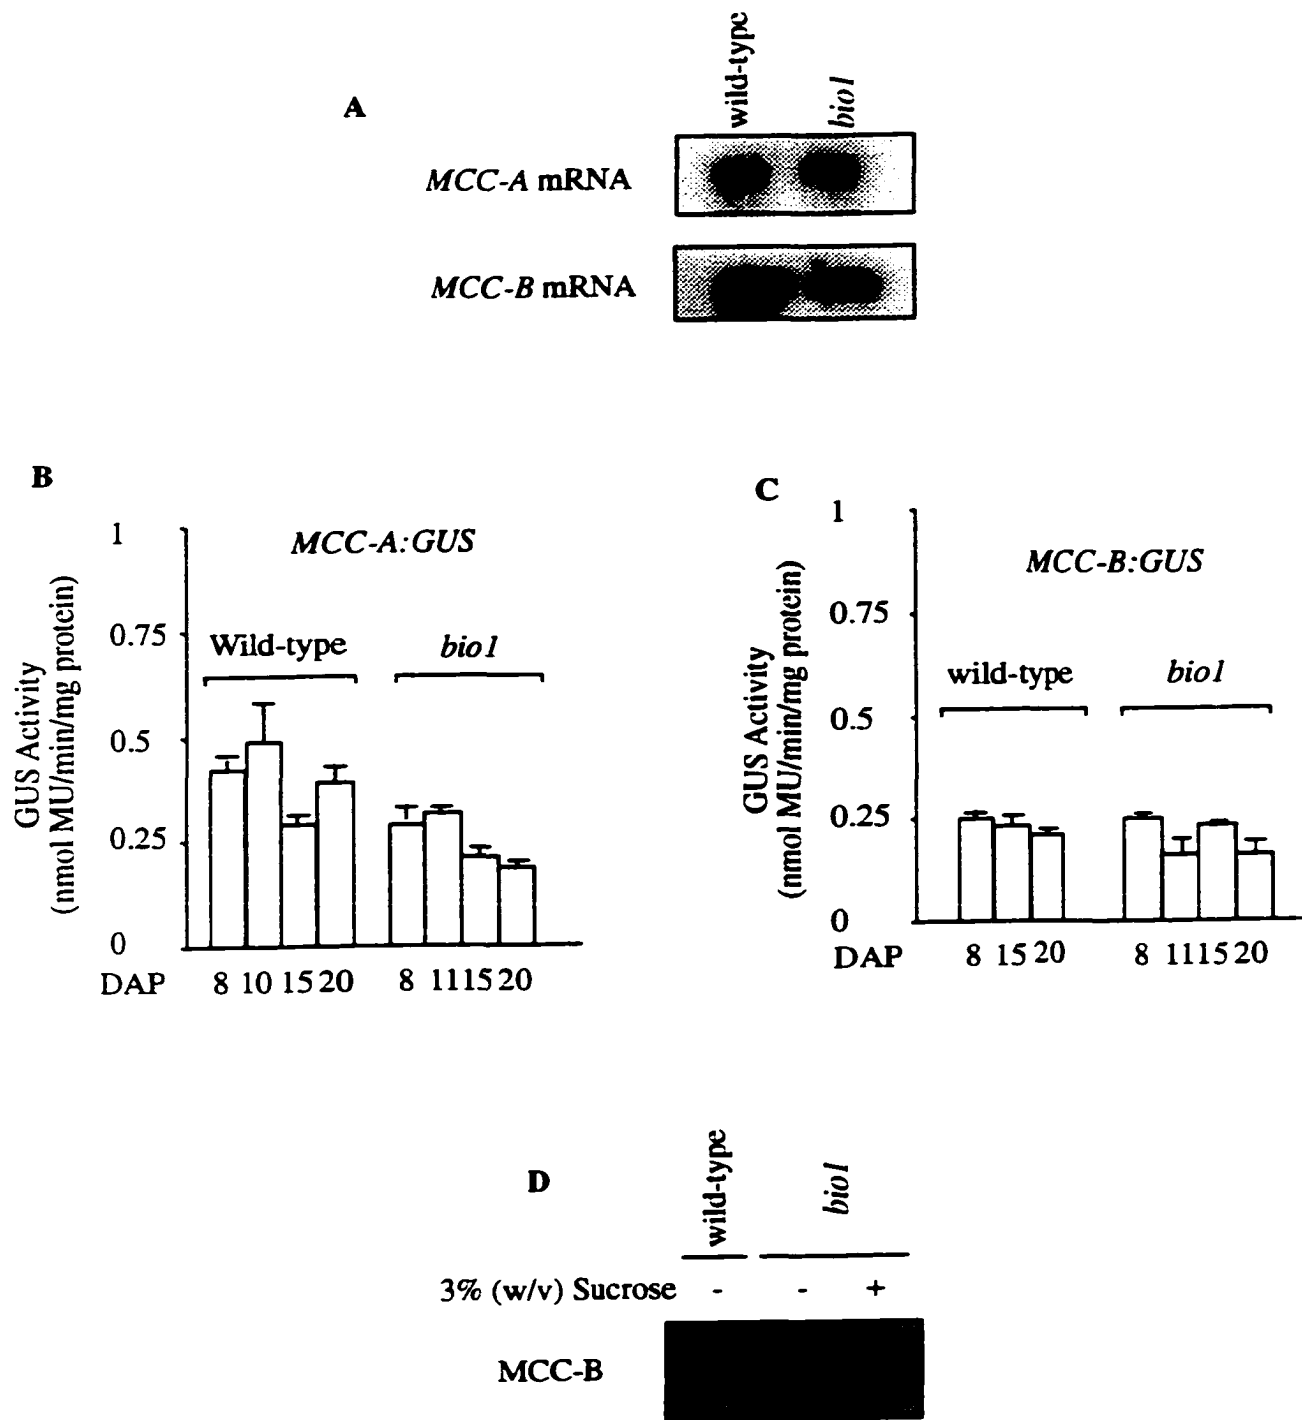 A
wild-type
bio1
MCC-A mRNA
MCC-B mRNA
B
MCC-A:GUS
Wild-type
bio1
GUS Activity
(nmol MU/min/mg protein)
1
0.75
0.5
0.25
0
DAP 8 10 15 20 8 11 15 20
C
MCC-B:GUS
wild-type
bio1
GUS Activity
(nmol MU/min/mg protein)
1
0.75
0.5
0.25
0
DAP 8 15 20 8 11 15 20
D
wild-type
bio1
3% (w/v) Sucrose - - +
MCC-B